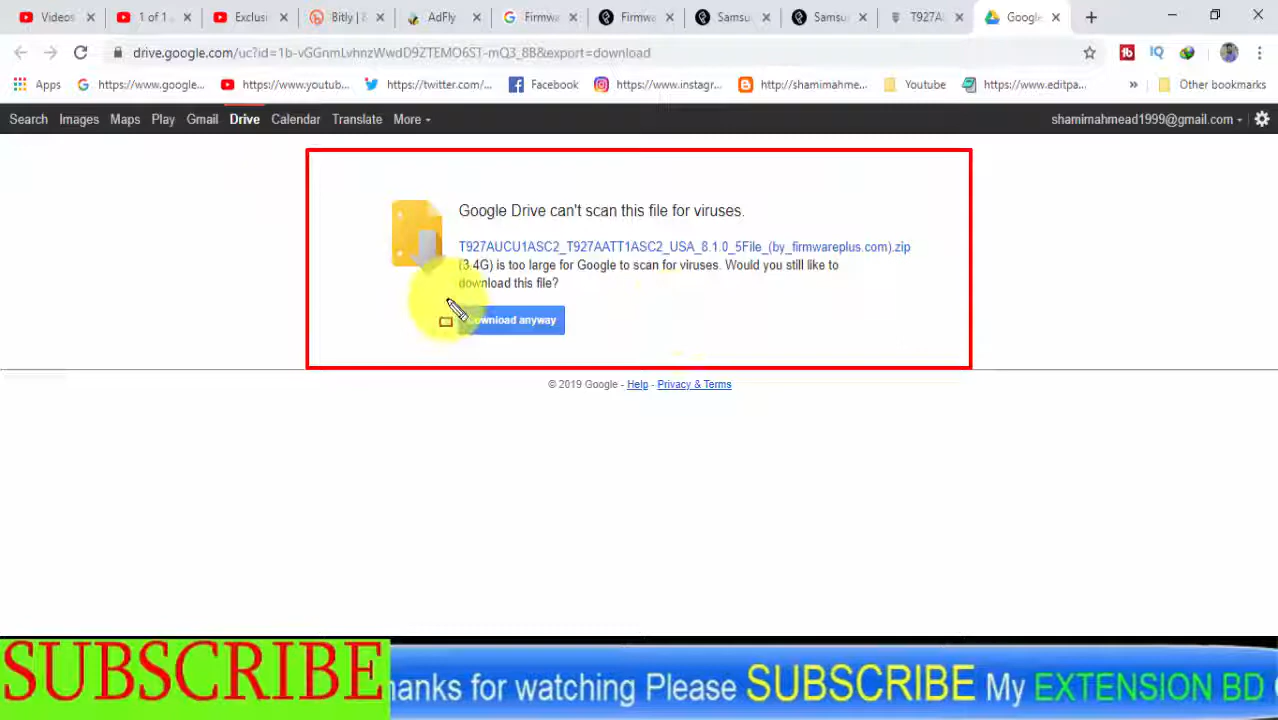 Videos
1 of 1
Exclusi
Bitly |
AdFly
Firmwa
Firmw
Samsu
Samsu
T927A
Google
drive.google.com/uc?id=1b-vGGnmLvhnzWwdD9ZTEMO6ST-mQ3_8B&export=download
Apps
https://www.google...
https://www.youtub...
https://twitter.com/...
Facebook
https://www.instagr...
http://shamimahme...
Youtube
https://www.editpa...
»
Other bookmarks
Search Images Maps Play Gmail Drive Calendar Translate More
shamimahmead1999@gmail.com
Google Drive can't scan this file for viruses.
T927AUCU1ASC2_T927AATT1ASC2_USA_8.1.0_5File_(by_firmwareplus.com).zip
(3.4G) is too large for Google to scan for viruses. Would you still like to
download this file?
ownload anyway
© 2019 Google - Help - Privacy & Terms
SUBSCRIBE
hanks for watching Please SUBSCRIBE My EXTENSION BD